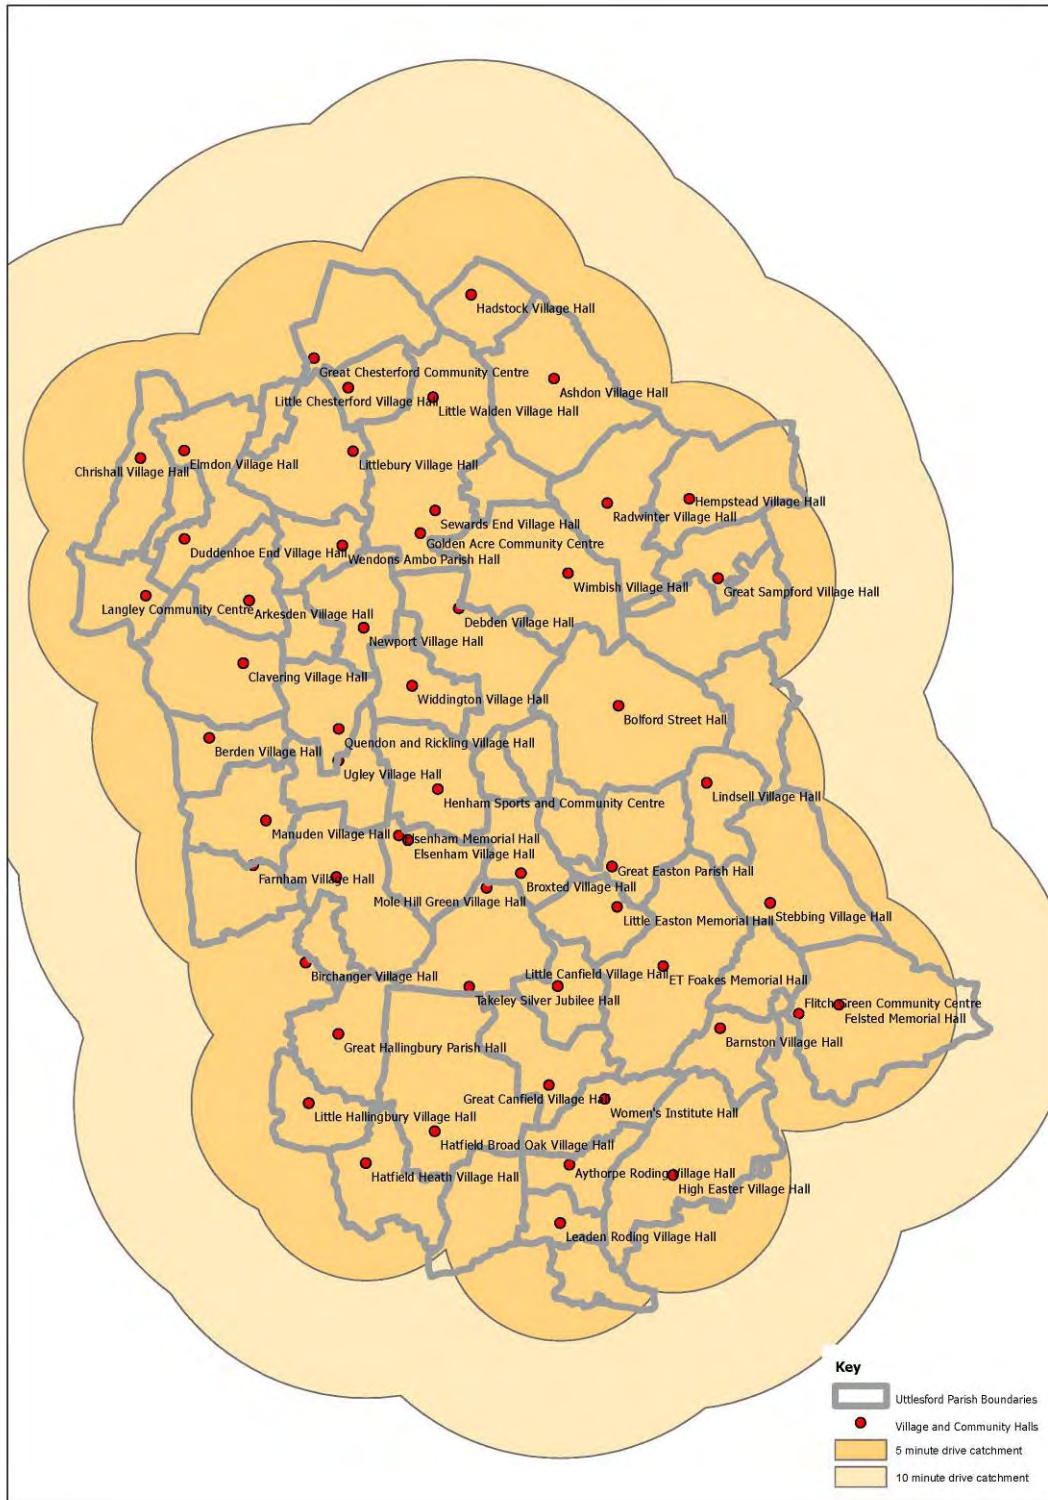 Hadstock Village Hall
Great Chesterford Community Centre
Ashdon Village Hall
Little Chesterford Village Hall
Little Walden Village Hall
Elmdon Village Hall
Littlebury Village Hall
Chrishall Village Hall
Hempstead Village Hall
Radwinter Village Hall
Sewards End Village Hall
Golden Acre Community Centre
Duddenhoe End Village Hall
Wendons Ambo Parish Hall
Wimbish Village Hall
Great Sampford Village Hall
Langley Community Centre
Arkesden Village Hall
Debden Village Hall
Newport Village Hall
Clavering Village Hall
Widdington Village Hall
Bolford Street Hall
Quendon and Rickling Village Hall
Berden Village Hall
Ugley Village Hall
Lindsell Village Hall
Henham Sports and Community Centre
Manuden Village Hall
Elsenham Memorial Hall
Elsenham Village Hall
Great Easton Parish Hall
Farnham Village Hall
Broxted Village Hall
Mole Hill Green Village Hall
Little Easton Memorial Hall
Stebbing Village Hall
Birchanger Village Hall
Little Canfield Village Hall
ET Foakes Memorial Hall
Takeley Silver Jubilee Hall
Flitch Green Community Centre
Felsted Memorial Hall
Great Hallingbury Parish Hall
Barnston Village Hall
Great Canfield Village Hall
Women's Institute Hall
Little Hallingbury Village Hall
Hatfield Broad Oak Village Hall
Hatfield Heath Village Hall
Aythorpe Roding Village Hall
High Easter Village Hall
Leaden Roding Village Hall
Key
Uttlesford Parish Boundaries
Village and Community Halls
5 minute drive catchment
10 minute drive catchment